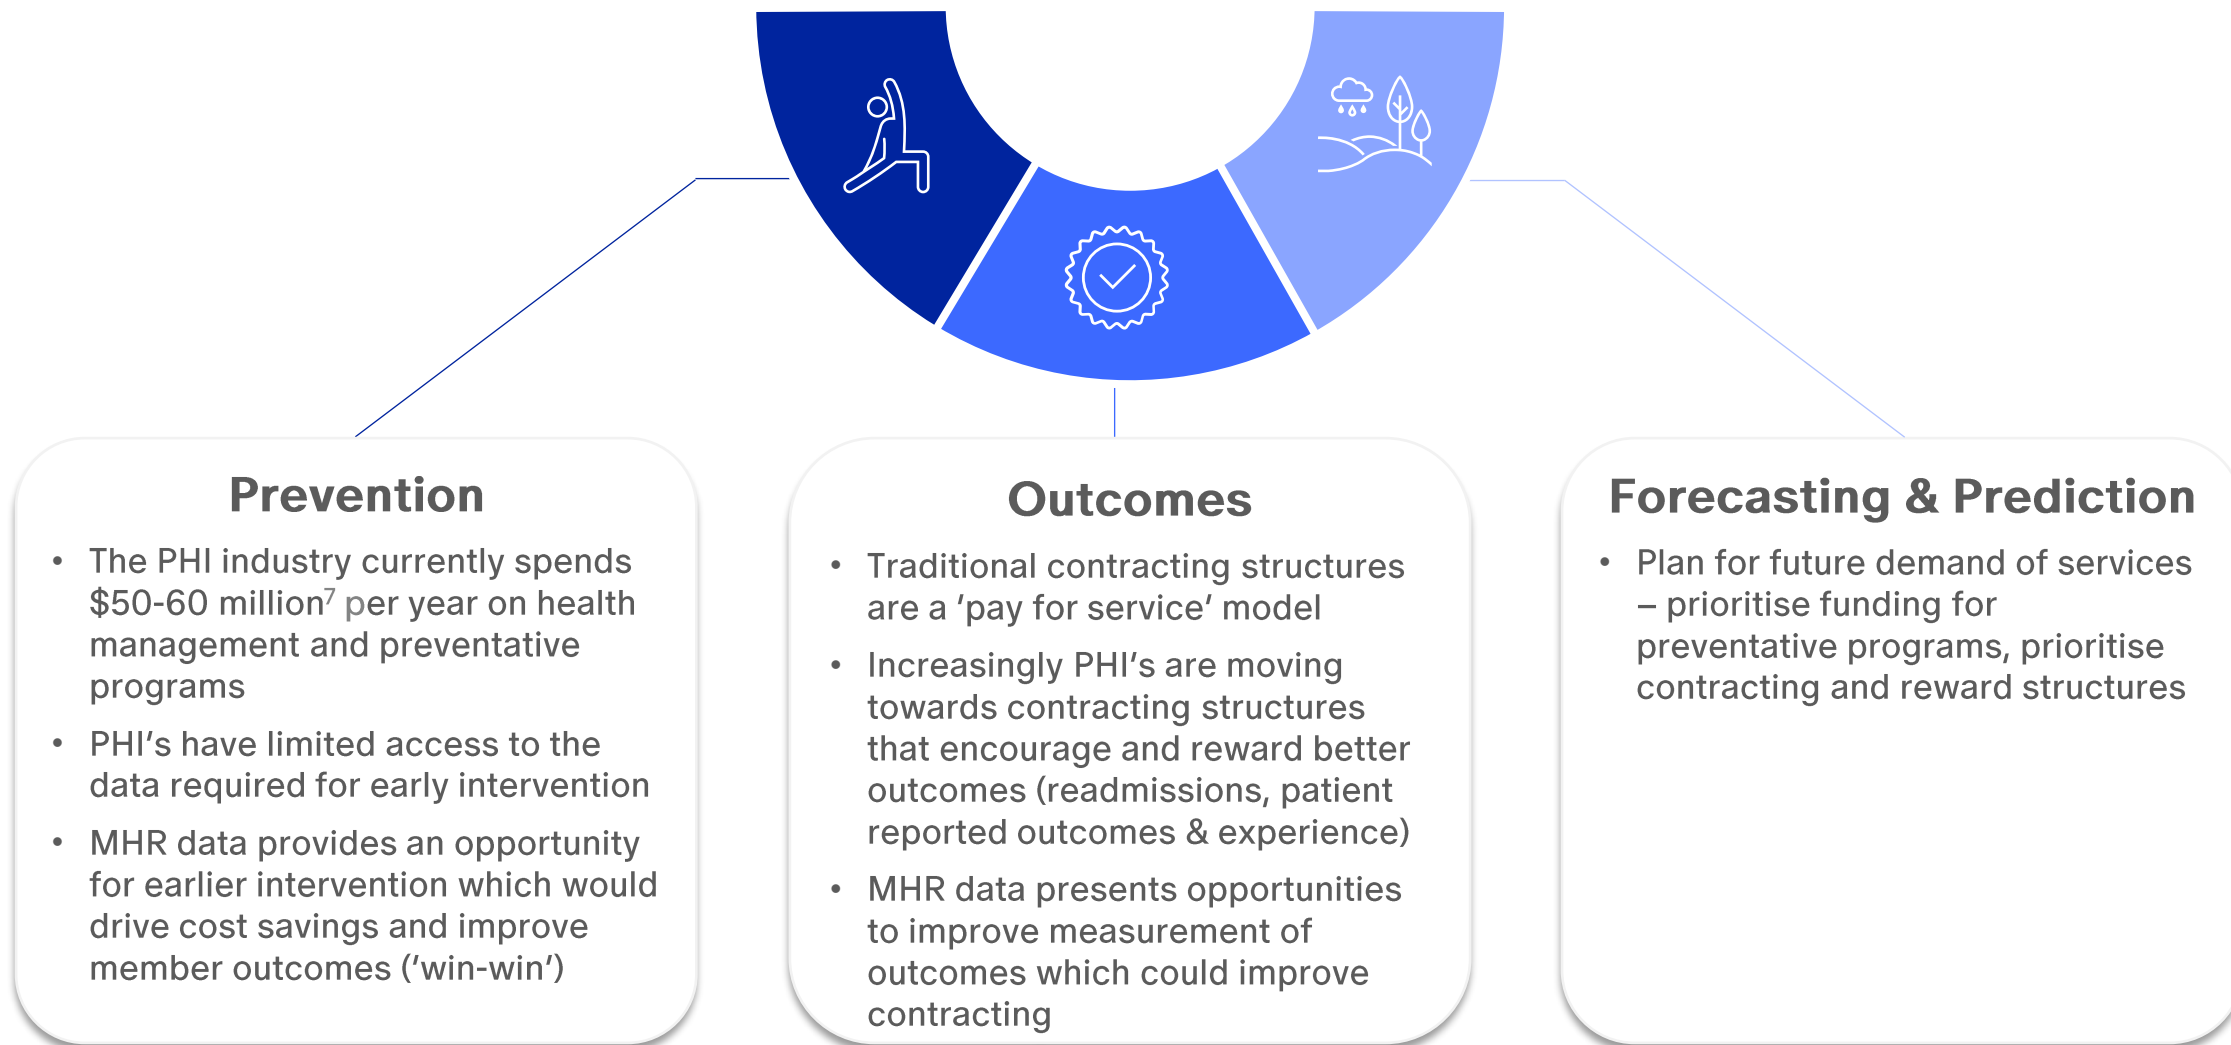 Prevention
• The PHI industry currently spends
$50-60 million⁷ per year on health
management and preventative
programs
• PHI’s have limited access to the
data required for early intervention
• MHR data provides an opportunity
for earlier intervention which would
drive cost savings and improve
member outcomes (‘win-win’)
Outcomes
• Traditional contracting structures
are a ‘pay for service’ model
• Increasingly PHI’s are moving
towards contracting structures
that encourage and reward better
outcomes (readmissions, patient
reported outcomes & experience)
• MHR data presents opportunities
to improve measurement of
outcomes which could improve
contracting
Forecasting & Prediction
• Plan for future demand of services
– prioritise funding for
preventative programs, prioritise
contracting and reward structures